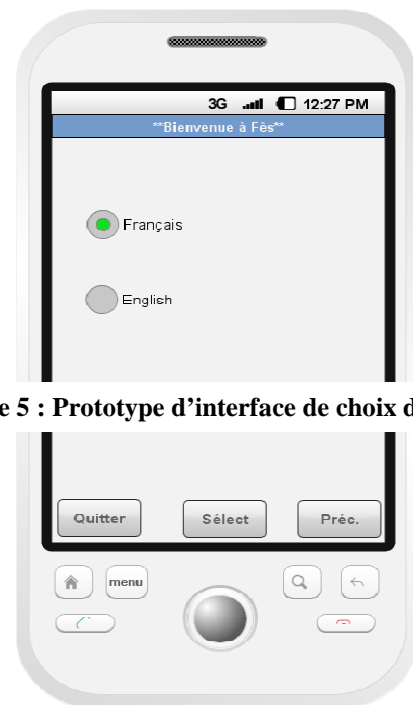 3G 12:27 PM
**Bienvenue à Fès**
Français
English
e 5 : Prototype d’interface de choix d
Quitter Sélect Préc.
menu